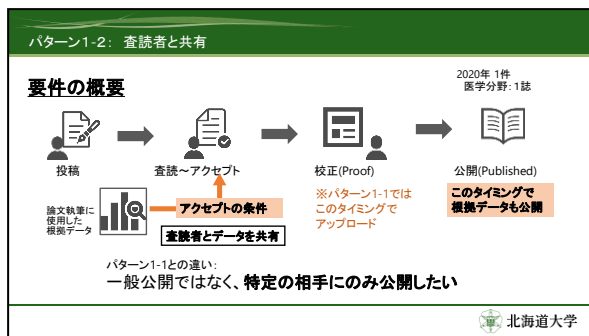 パターン1-2: 査読者と共有
要件の概要
2020年 1件
医学分野:1誌
投稿
査読~アクセプト
校正(Proof)
公開(Published)
論文執筆に
使用した
根拠データ
アクセプトの条件
査読者とデータを共有
※パターン1-1では
このタイミングで
アップロード
このタイミングで
根拠データも公開
パターン1-1との違い:
一般公開ではなく、特定の相手にのみ公開したい
北海道大学